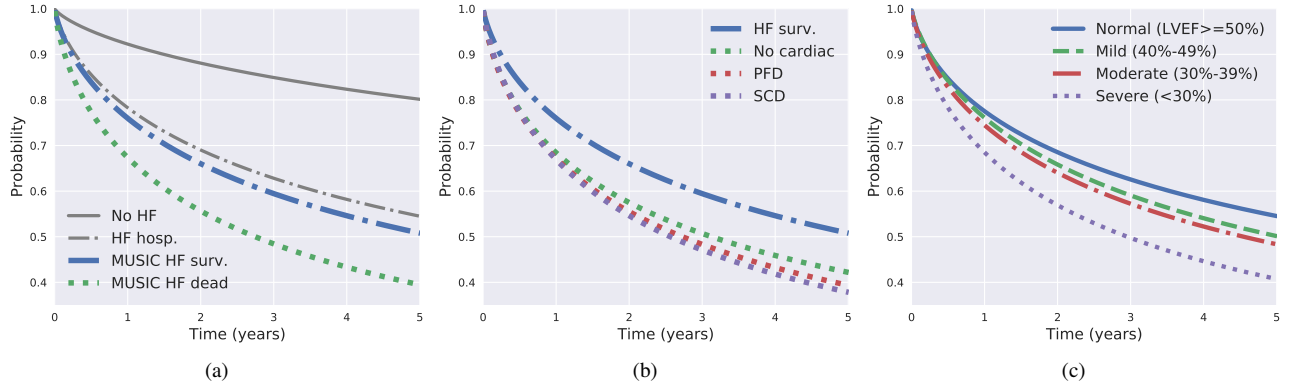 Probability
1.0
0.9
0.8
0.7
0.6
0.5
0.4
No HF
HF hosp.
MUSIC HF surv.
MUSIC HF dead
0 1 2 3 4 5
Time (years)
(a)
Probability
1.0
0.9
0.8
0.7
0.6
0.5
0.4
HF surv.
No cardiac
PFD
SCD
0 1 2 3 4 5
Time (years)
(b)
Probability
1.0
0.9
0.8
0.7
0.6
0.5
0.4
Normal (LVEF>=50%)
Mild (40%-49%)
Moderate (30%-39%)
Severe (<30%)
0 1 2 3 4 5
Time (years)
(c)